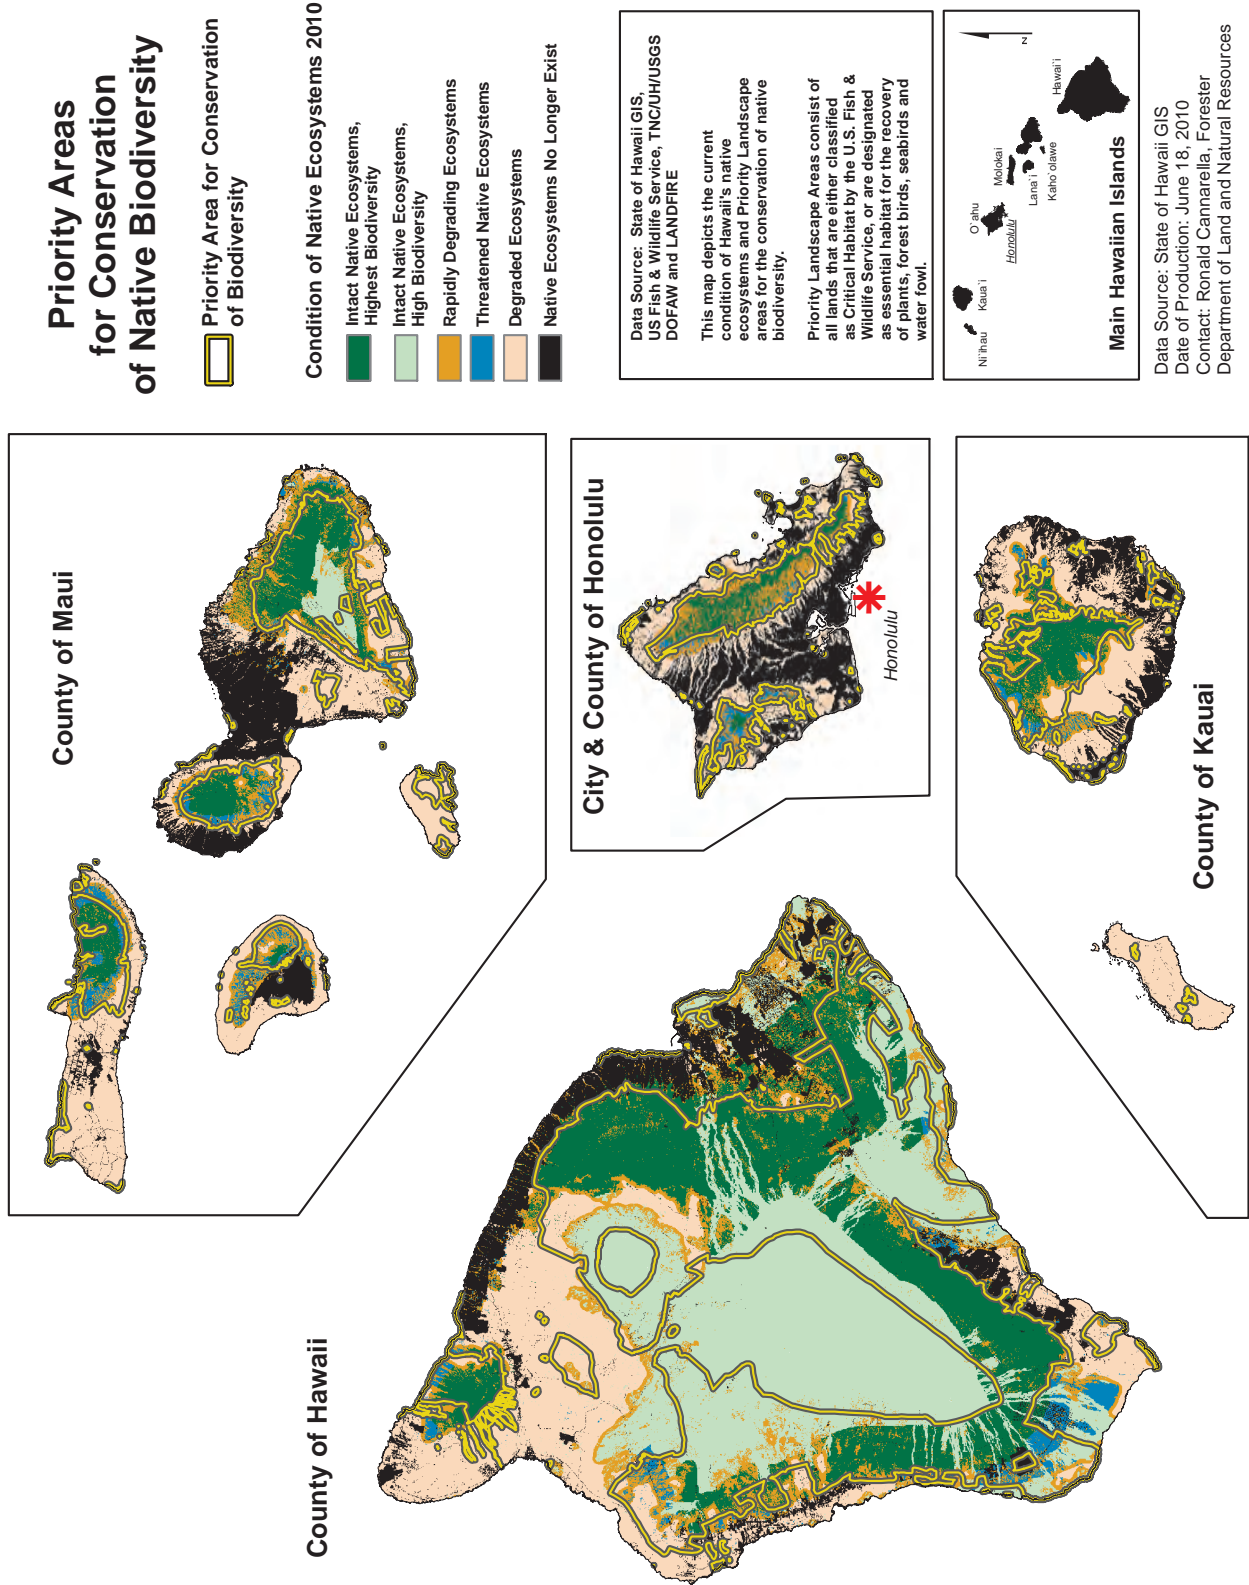 Priority Areas
for Conservation
of Native Biodiversity
Priority Area for Conservation
of Biodiversity
Condition of Native Ecosystems 2010
Intact Native Ecosystems,
Highest Biodiversity
Intact Native Ecosystems,
High Biodiversity
Rapidly Degrading Ecosystems
Threatened Native Ecosystems
Degraded Ecosystems
Native Ecosystems No Longer Exist
Data Source: State of Hawaii GIS,
US Fish & Wildlife Service, TNC/UH/USGS
DOFAW and LANDFIRE
This map depicts the current
condition of Hawaii's native
ecosystems and Priority Landscape
areas for the conservation of native
biodiversity.
Priority Landscape Areas consist of
all lands that are either classified
as Critical Habitat by the U.S. Fish &
Wildlife Service, or are designated
as essential habitat for the recovery
of plants, forest birds, seabirds and
water fowl.
Ni`ihau
Kaua`i
O`ahu
Honolulu
Molokai
Lana`i
Kaho`olawe
Hawai`i
N
Main Hawaiian Islands
Data Source: State of Hawaii GIS
Date of Production: June 18, 2010
Contact: Ronald Cannarella, Forester
Department of Land and Natural Resources
County of Maui
City & County of Honolulu
Honolulu
County of Kauai
County of Hawaii